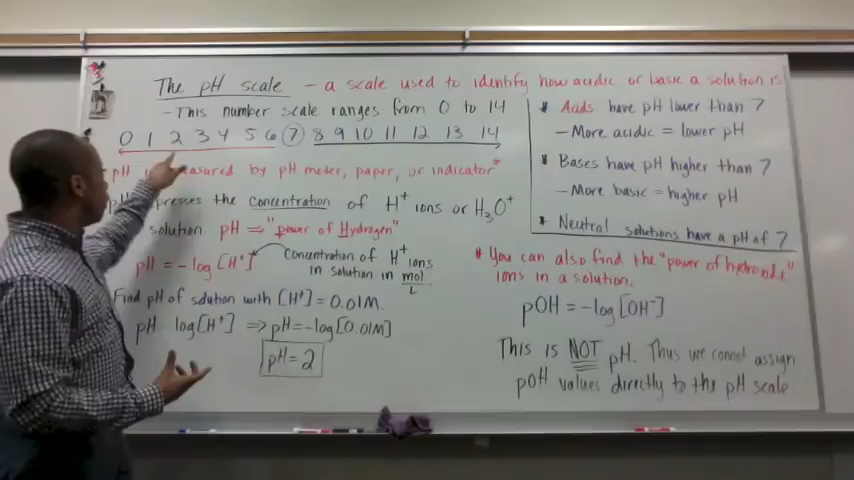 The pH scale - a scale used to identify how acidic or basic a solution is
- This number scale ranges from 0 to 14
0 1 2 3 4 5 6 7 8 9 10 11 12 13 14
pH measured by pH meter, paper, or indicator*
the concentration of H+ ions or H3O+
solution pH ⇒ "power of Hydrogen"
pH = -log[H+]
Concentration of H+ ions
in solution in mol/L
Find pH of solution with [H+] = 0.01M.
pH log[H+] ⇒ pH = -log[0.01M]
pH = 2
* Acids have pH lower than 7
- More acidic = lower pH
* Bases have pH higher than 7
- More basic = higher pH
* Neutral solutions have a pH of 7
* You can also find the "power of hydroxide"
ions in a solution.
pOH = -log[OH-]
This is NOT pH. Thus we cannot assign
pOH values directly to the pH scale